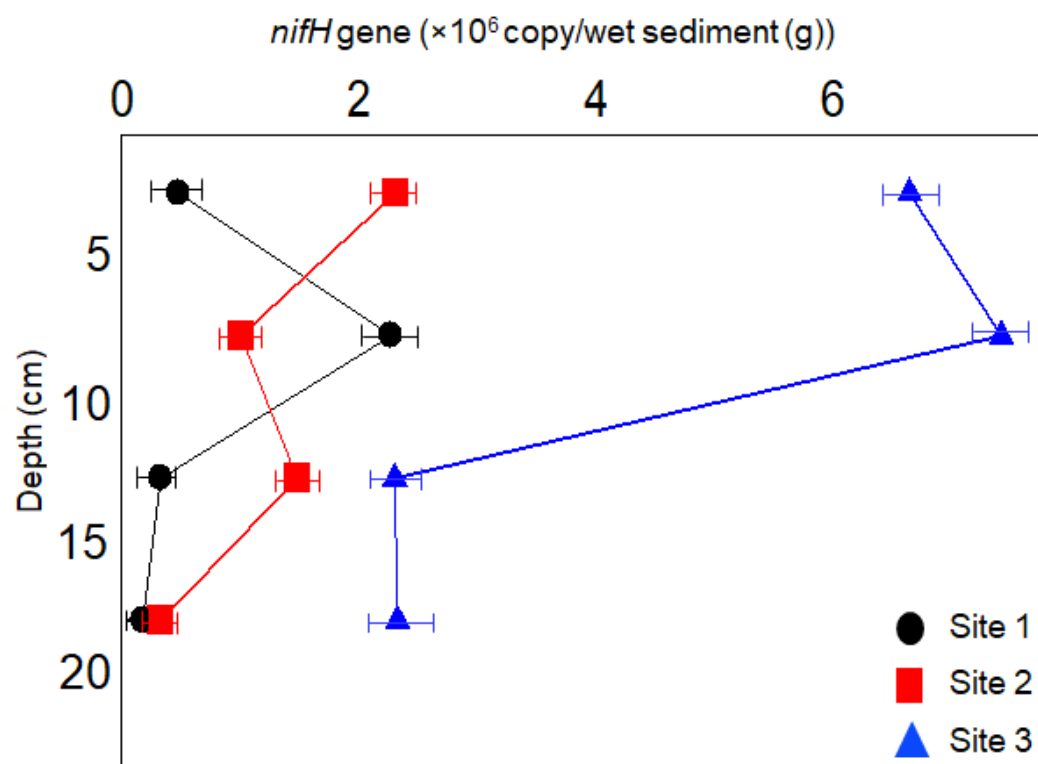 nifH gene (×10⁶ copy/wet sediment (g))
0 2 4 6
5
10
15
20
Depth (cm)
Site 1
Site 2
Site 3